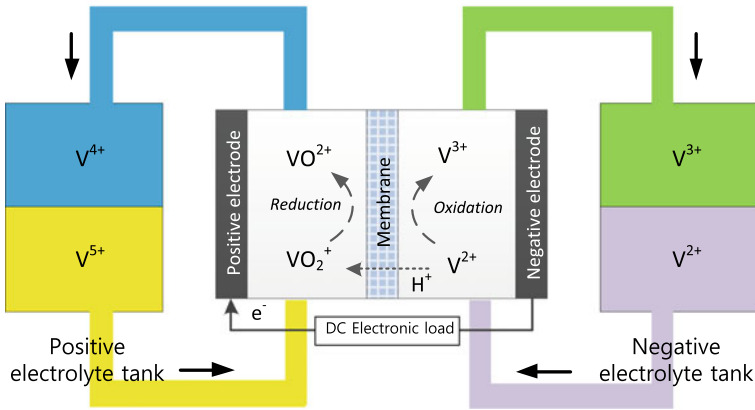 V⁴⁺
V⁵⁺
Positive
electrolyte tank
Positive electrode
VO²⁺
Reduction
VO₂⁺
Membrane
V³⁺
Oxidation
V²⁺
H⁺
Negative electrode
e⁻
DC Electronic load
V³⁺
V²⁺
Negative
electrolyte tank